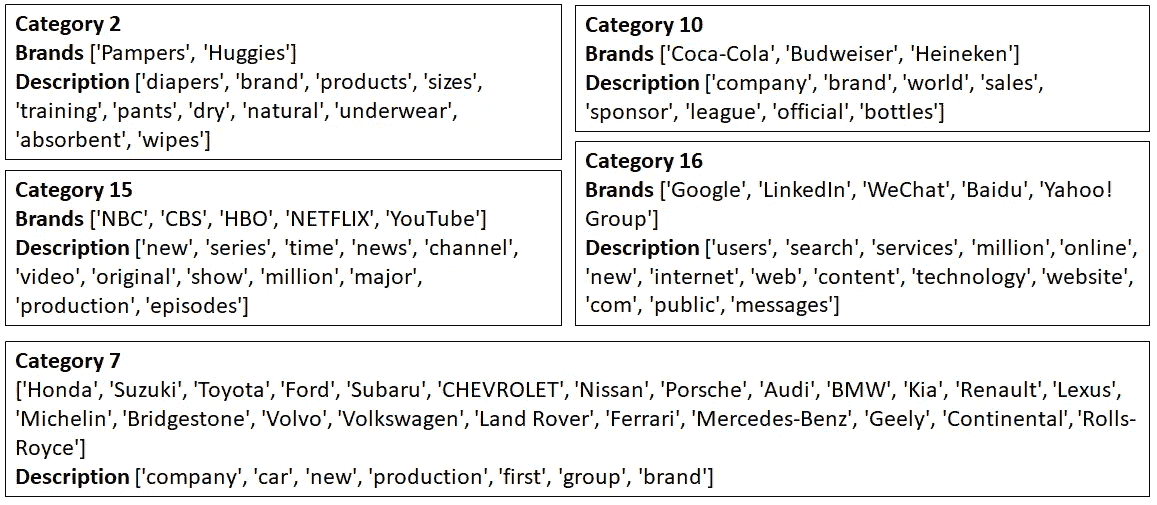 Category 2
Brands ['Pampers', 'Huggies']
Description ['diapers', 'brand', 'products', 'sizes',
'training', 'pants', 'dry', 'natural', 'underwear',
'absorbent', 'wipes']
Category 10
Brands ['Coca-Cola', 'Budweiser', 'Heineken']
Description ['company', 'brand', 'world', 'sales',
'sponsor', 'league', 'official', 'bottles']
Category 15
Brands ['NBC', 'CBS', 'HBO', 'NETFLIX', 'YouTube']
Description ['new', 'series', 'time', 'news', 'channel',
'video', 'original', 'show', 'million', 'major',
'production', 'episodes']
Category 16
Brands ['Google', 'LinkedIn', 'WeChat', 'Baidu', 'Yahoo!
Group']
Description ['users', 'search', 'services', 'million', 'online',
'new', 'internet', 'web', 'content', 'technology', 'website',
'com', 'public', 'messages']
Category 7
['Honda', 'Suzuki', 'Toyota', 'Ford', 'Subaru', 'CHEVROLET', 'Nissan', 'Porsche', 'Audi', 'BMW', 'Kia', 'Renault', 'Lexus',
'Michelin', 'Bridgestone', 'Volvo', 'Volkswagen', 'Land Rover', 'Ferrari', 'Mercedes-Benz', 'Geely', 'Continental', 'Rolls-
Royce']
Description ['company', 'car', 'new', 'production', 'first', 'group', 'brand']